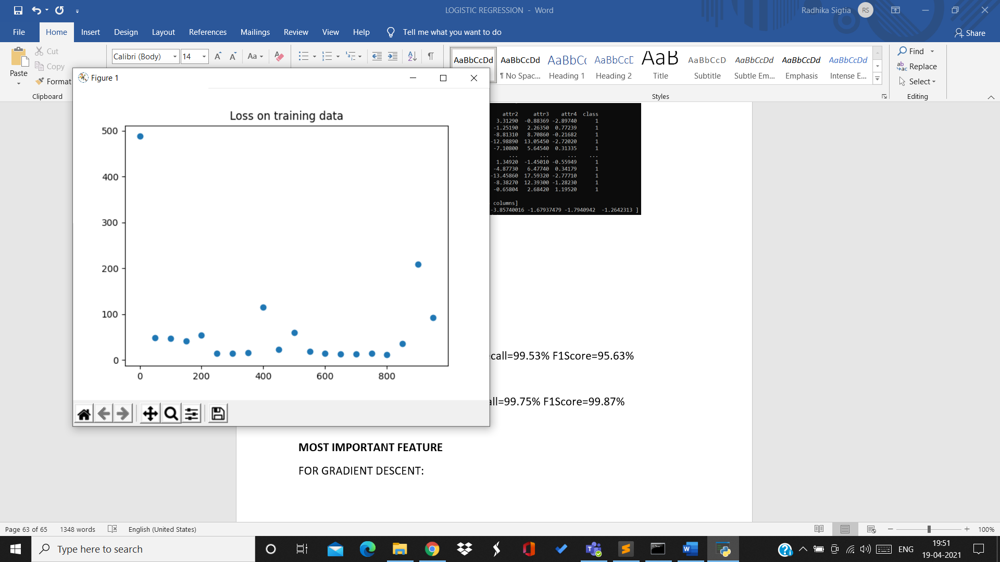 LOGISTIC REGRESSION - Word
Radhika Sigtia
RS
File
Home
Insert
Design
Layout
References
Mailings
Review
View
Help
Tell me what you want to do
Share
Paste
Cut
Copy
Format
Clipboard
Calibri (Body)
14
Aa
AaBbCcDd
AaBbCcDd
¶ No Spac...
AaBbCc
Heading 1
AaBbCcD
Heading 2
AaB
Title
AaBbCcD
Subtitle
AaBbCcDd
Subtle Em...
AaBbCcDd
Emphasis
AaBbCcDd
Intense E...
Styles
Find
Replace
Select
Editing
Figure 1
Loss on training data
500
400
300
200
100
0
0 200 400 600 800
attr2 attr3 attr4 class
3.31290 -0.88369 -2.89740 1
-1.25190 2.26350 0.77239 1
-8.81310 8.70860 -0.21682 1
-12.98890 13.05450 -2.72020 1
-7.10800 5.64540 0.31335 1
... ... ... ...
1.34920 -1.45010 -0.55949 1
-4.87730 6.47740 0.34179 1
-13.45860 17.59320 -2.77710 1
-8.38270 12.39300 -1.28230 1
-0.65804 2.68420 1.19520 1
columns]
-3.85740016 -1.67937479 -1.7940942 -1.2642313 ]
call=99.53% F1Score=95.63%
all=99.75% F1Score=99.87%
MOST IMPORTANT FEATURE
FOR GRADIENT DESCENT:
Page 63 of 65
1348 words
English (United States)
100%
Type here to search
ENG
19:51
19-04-2021